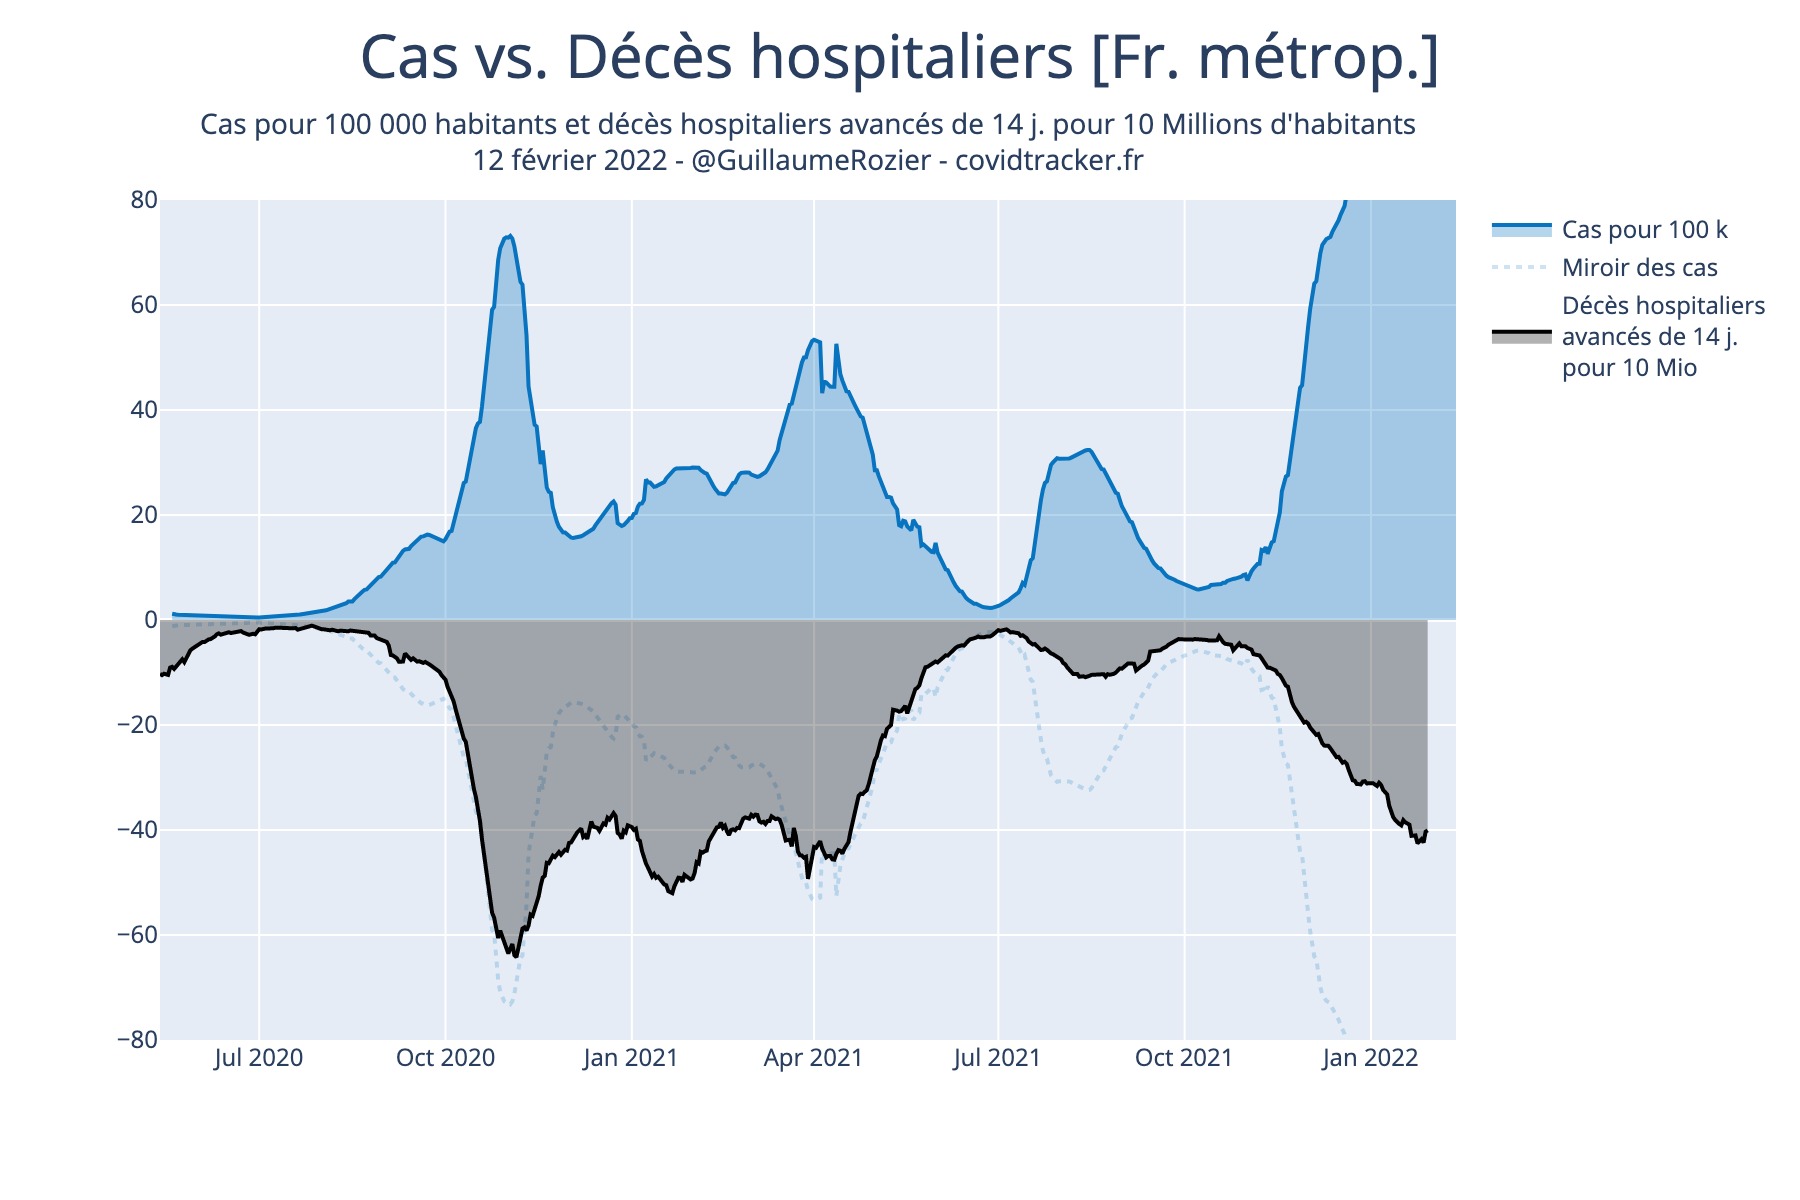 Cas vs. Décès hospitaliers [Fr. métrop.]
Cas pour 100 000 habitants et décès hospitaliers avancés de 14 j. pour 10 Millions d'habitants
12 février 2022 - @GuillaumeRozier - covidtracker.fr
80
60
40
20
0
−20
−40
−60
−80
Jul 2020
Oct 2020
Jan 2021
Apr 2021
Jul 2021
Oct 2021
Jan 2022
Cas pour 100 k
Miroir des cas
Décès hospitaliers
avancés de 14 j.
pour 10 Mio